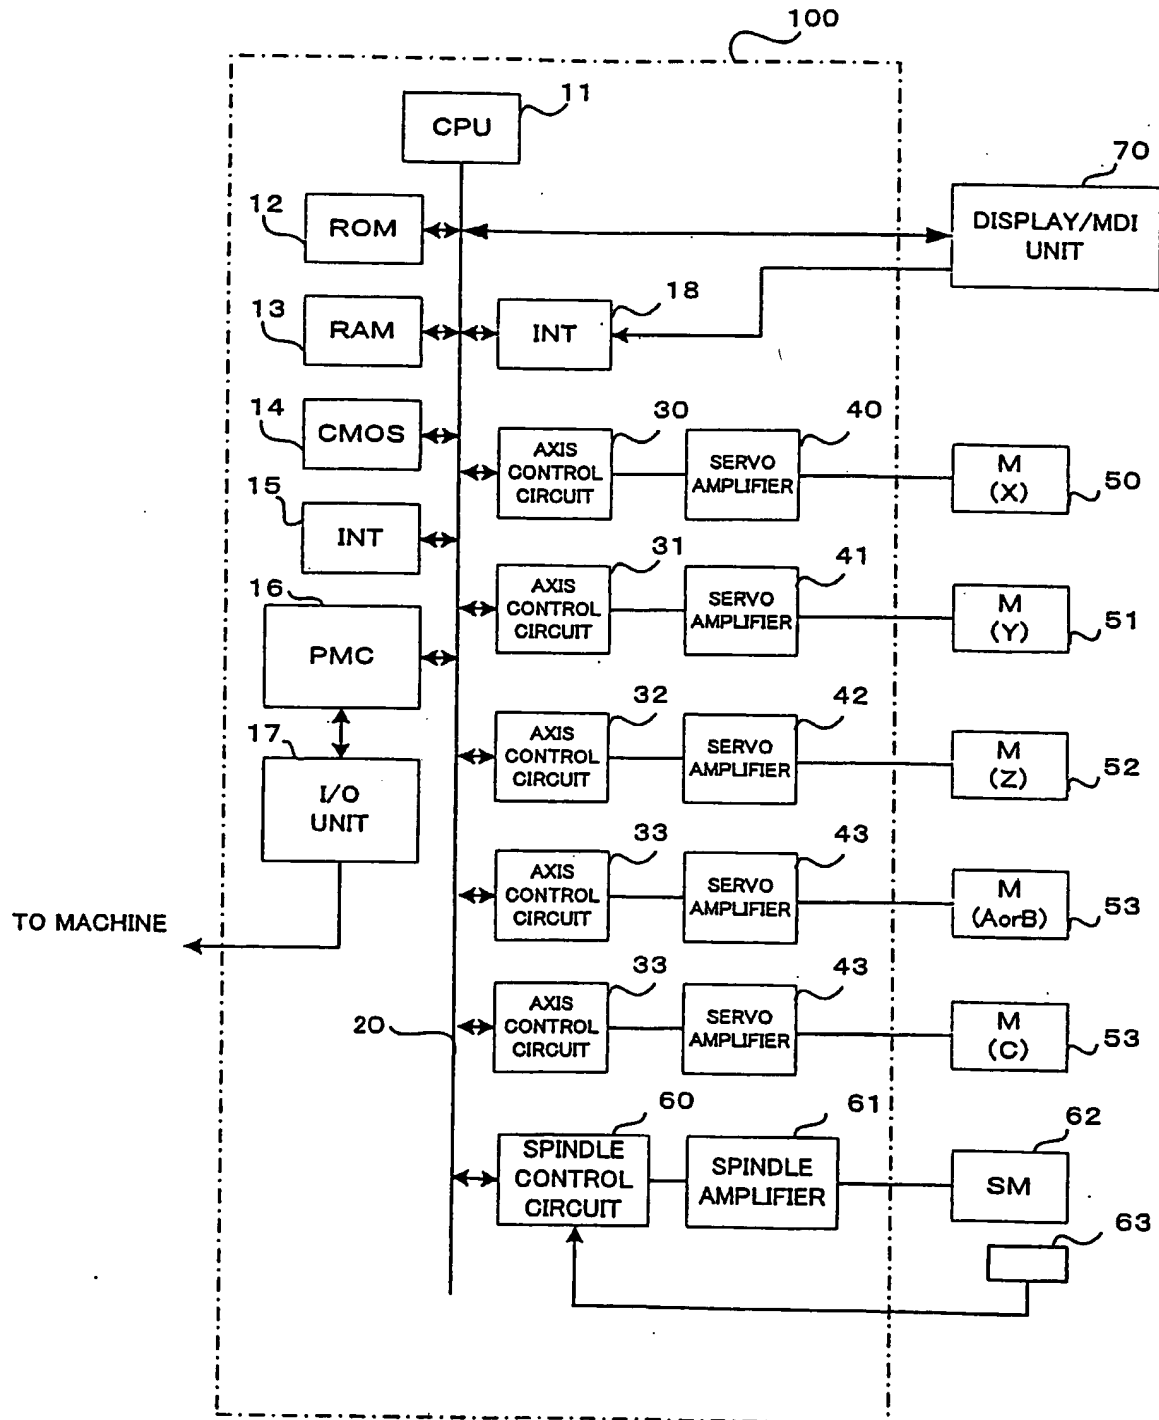 100
11
CPU
70
12
ROM
DISPLAY/MDI
UNIT
13
RAM
18
INT
14
CMOS
30
AXIS
CONTROL
CIRCUIT
40
SERVO
AMPLIFIER
M
(X)
50
15
INT
31
AXIS
CONTROL
CIRCUIT
41
SERVO
AMPLIFIER
M
(Y)
51
16
PMC
32
AXIS
CONTROL
CIRCUIT
42
SERVO
AMPLIFIER
M
(Z)
52
17
I/O
UNIT
33
AXIS
CONTROL
CIRCUIT
43
SERVO
AMPLIFIER
M
(AorB)
53
TO MACHINE
33
AXIS
CONTROL
CIRCUIT
43
SERVO
AMPLIFIER
M
(C)
53
20
60
SPINDLE
CONTROL
CIRCUIT
61
SPINDLE
AMPLIFIER
62
SM
63